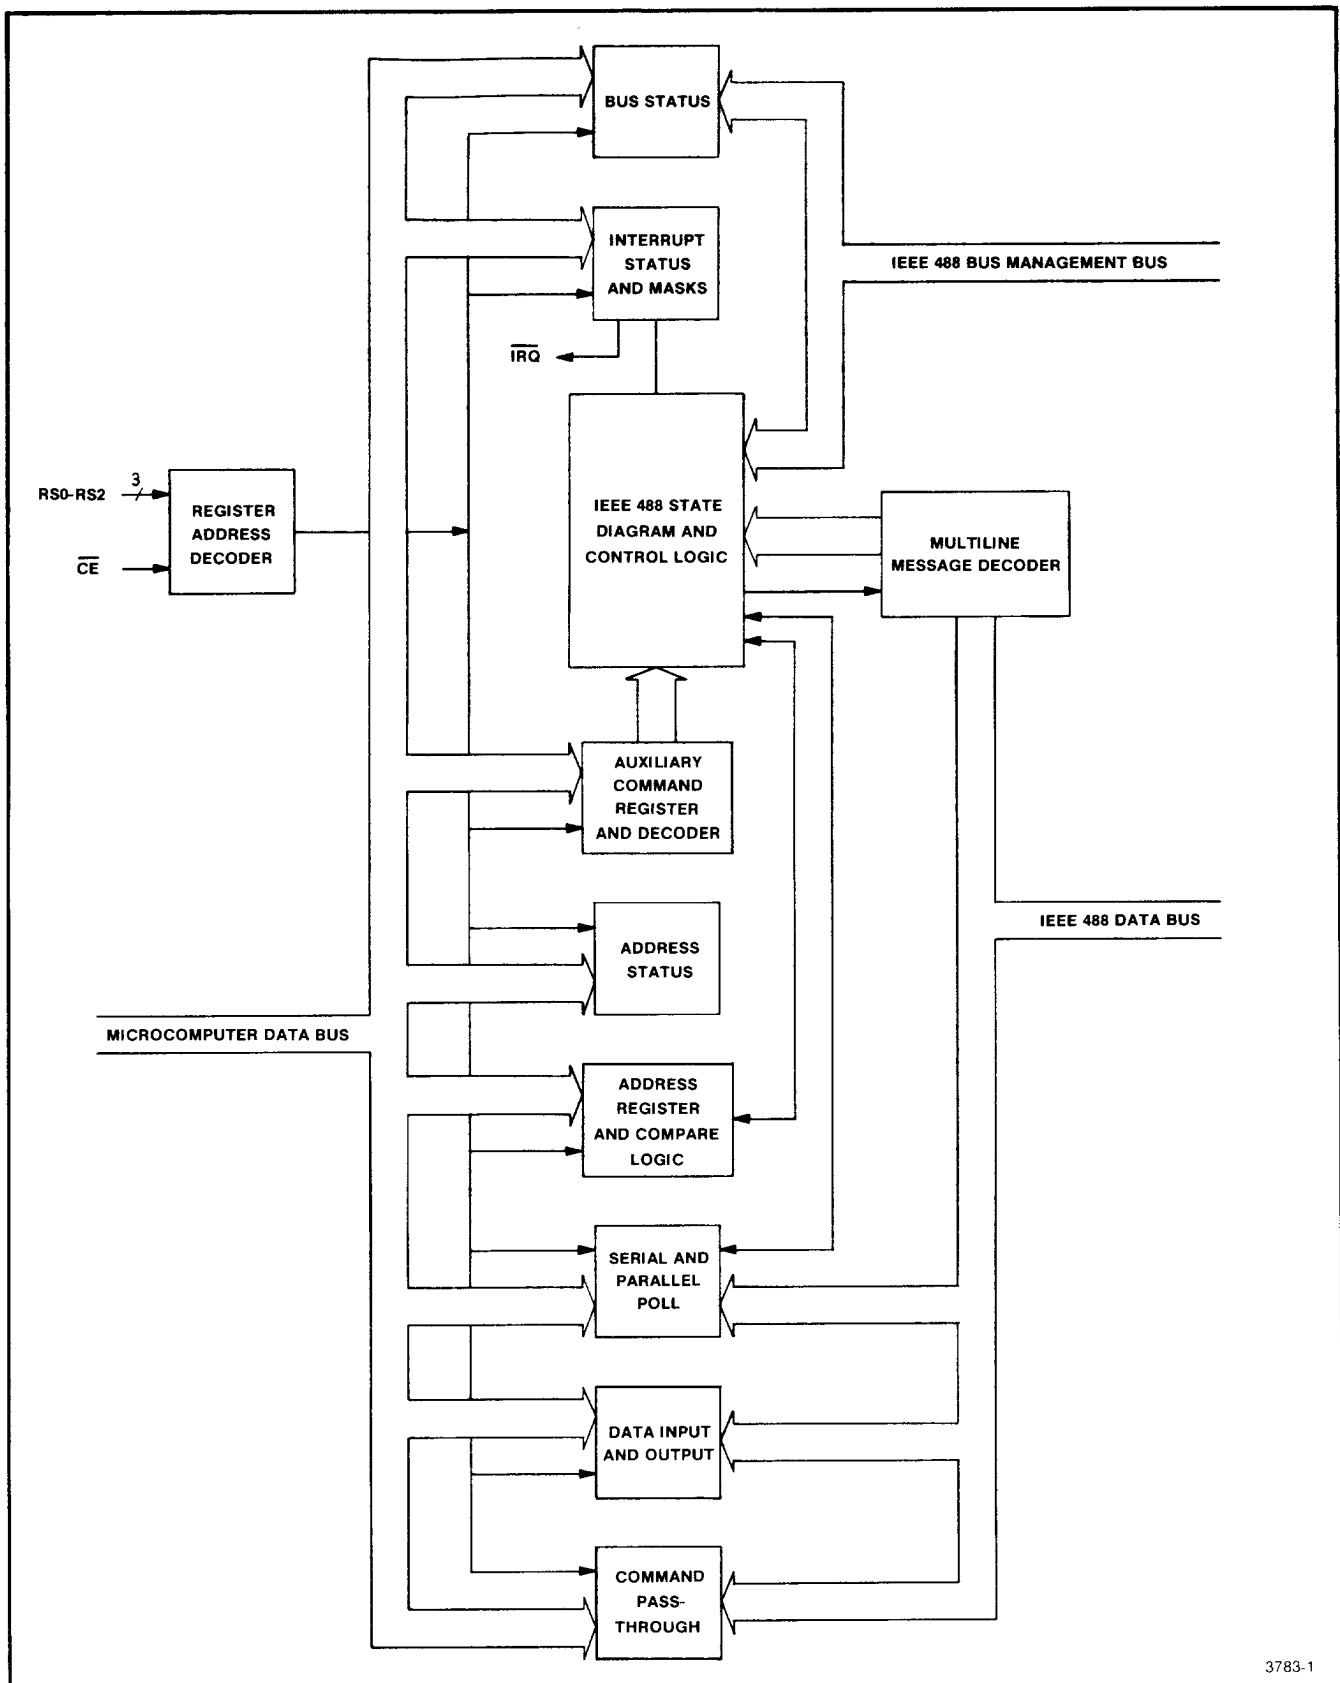 BUS STATUS
INTERRUPT
STATUS
AND MASKS
IEEE 488 BUS MANAGEMENT BUS
IRQ
RS0-RS2
3
CE
REGISTER
ADDRESS
DECODER
IEEE 488 STATE
DIAGRAM AND
CONTROL LOGIC
MULTILINE
MESSAGE DECODER
AUXILIARY
COMMAND
REGISTER
AND DECODER
ADDRESS
STATUS
IEEE 488 DATA BUS
MICROCOMPUTER DATA BUS
ADDRESS
REGISTER
AND COMPARE
LOGIC
SERIAL AND
PARALLEL
POLL
DATA INPUT
AND OUTPUT
COMMAND
PASS-
THROUGH
3783-1